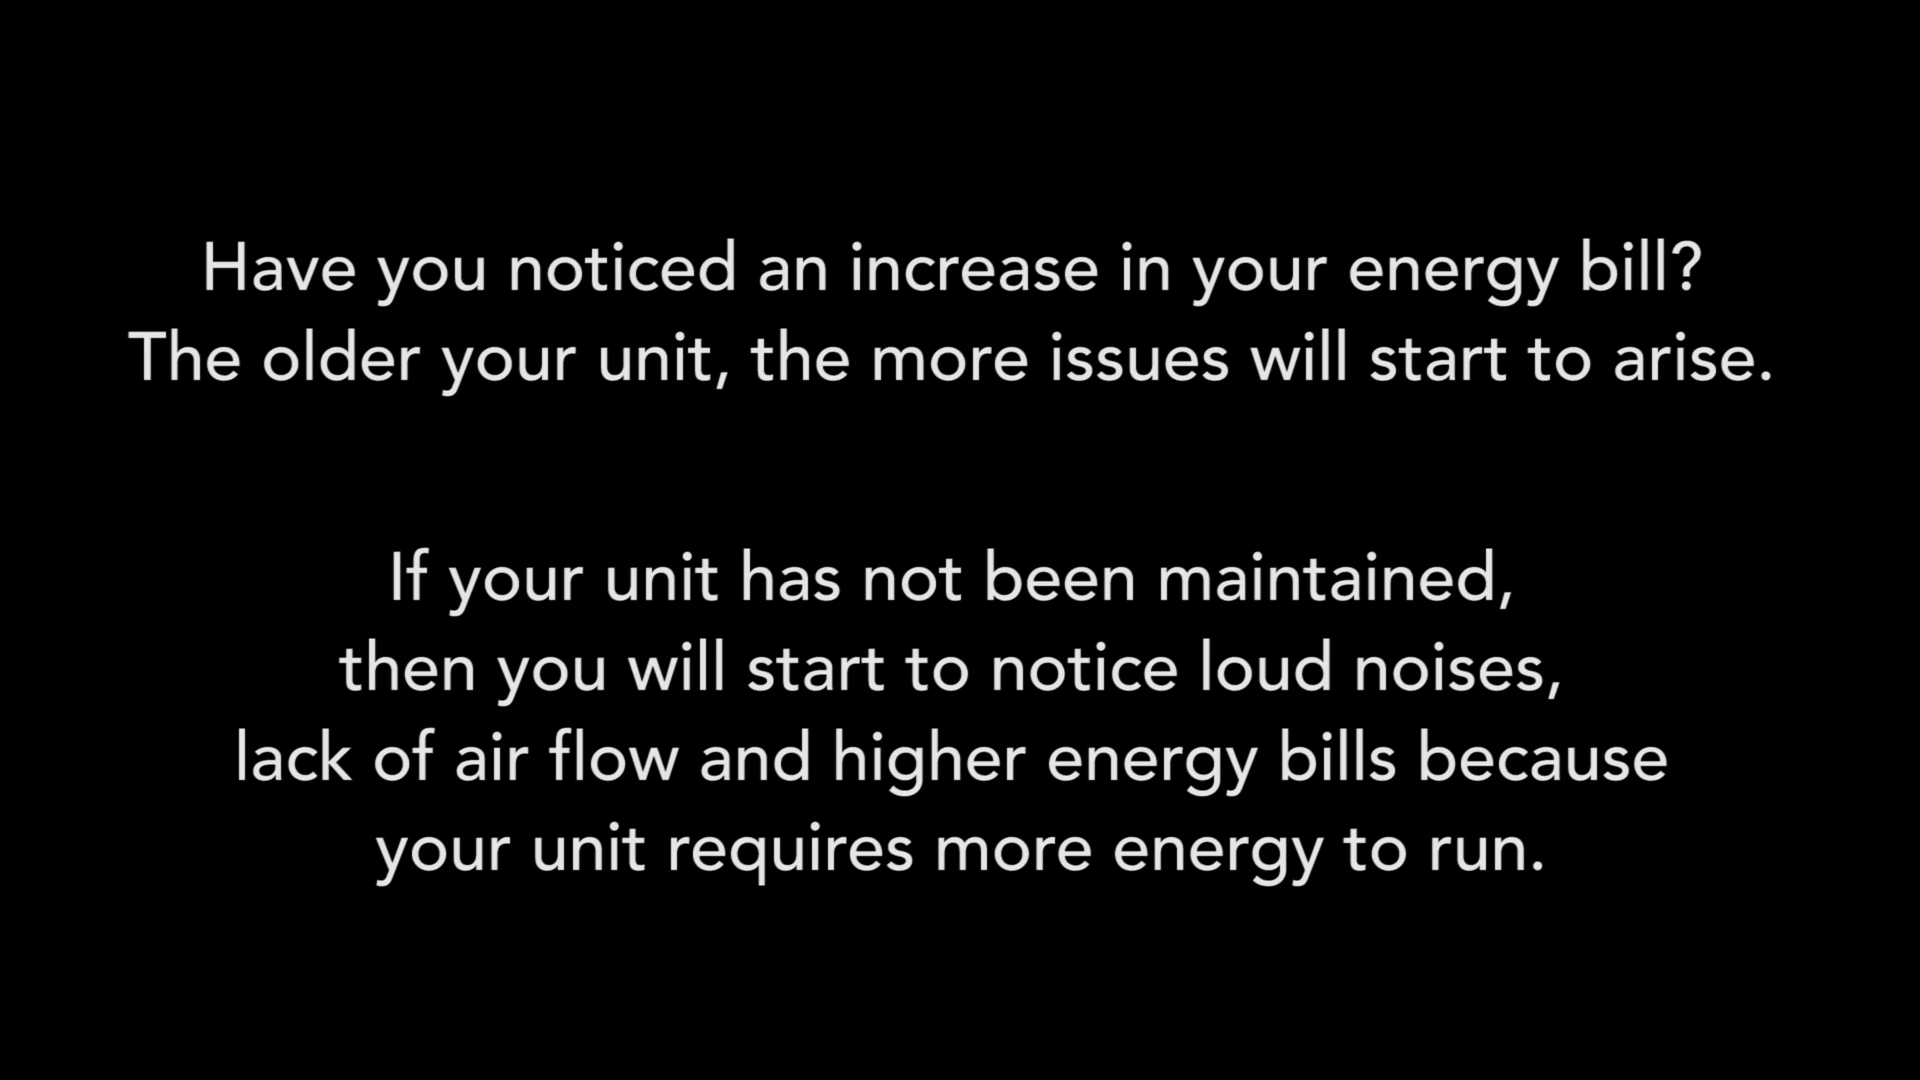 Have you noticed an increase in your energy bill?
The older your unit, the more issues will start to arise.
If your unit has not been maintained,
then you will start to notice loud noises,
lack of air flow and higher energy bills because
your unit requires more energy to run.